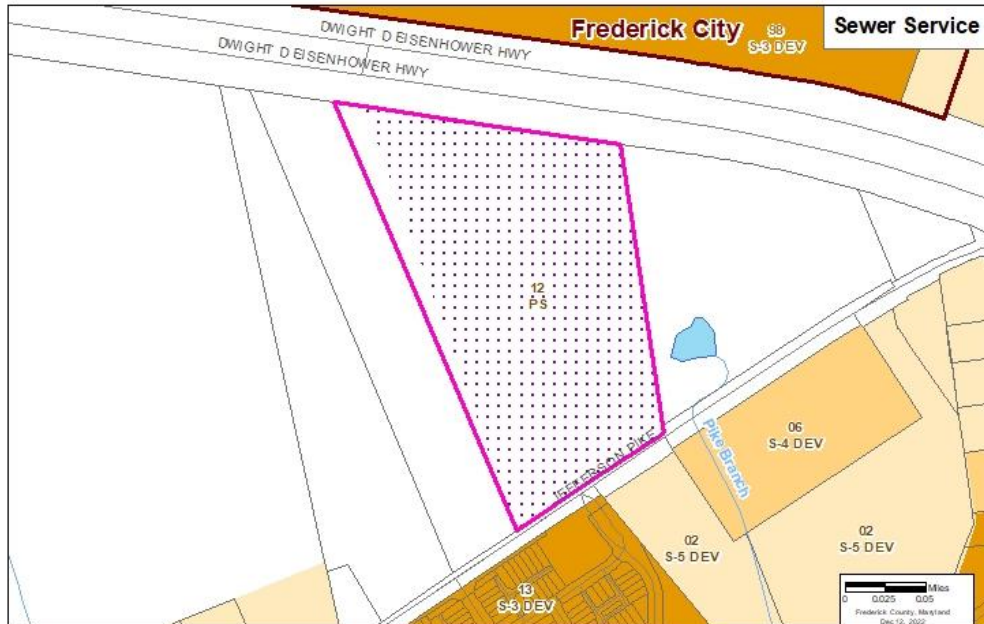 DWIGHT D EISENHOWER HWY
DWIGHT D EISENHOWER HWY
Frederick City
98
S-3 DEV
Sewer Service
12
PS
JEFFERSON PIKE
Pike Branch
06
S-4 DEV
02
S-5 DEV
02
S-5 DEV
13
S-3 DEV
Miles
0 0.025 0.05
Frederick County, Maryland
Dec 12, 2022